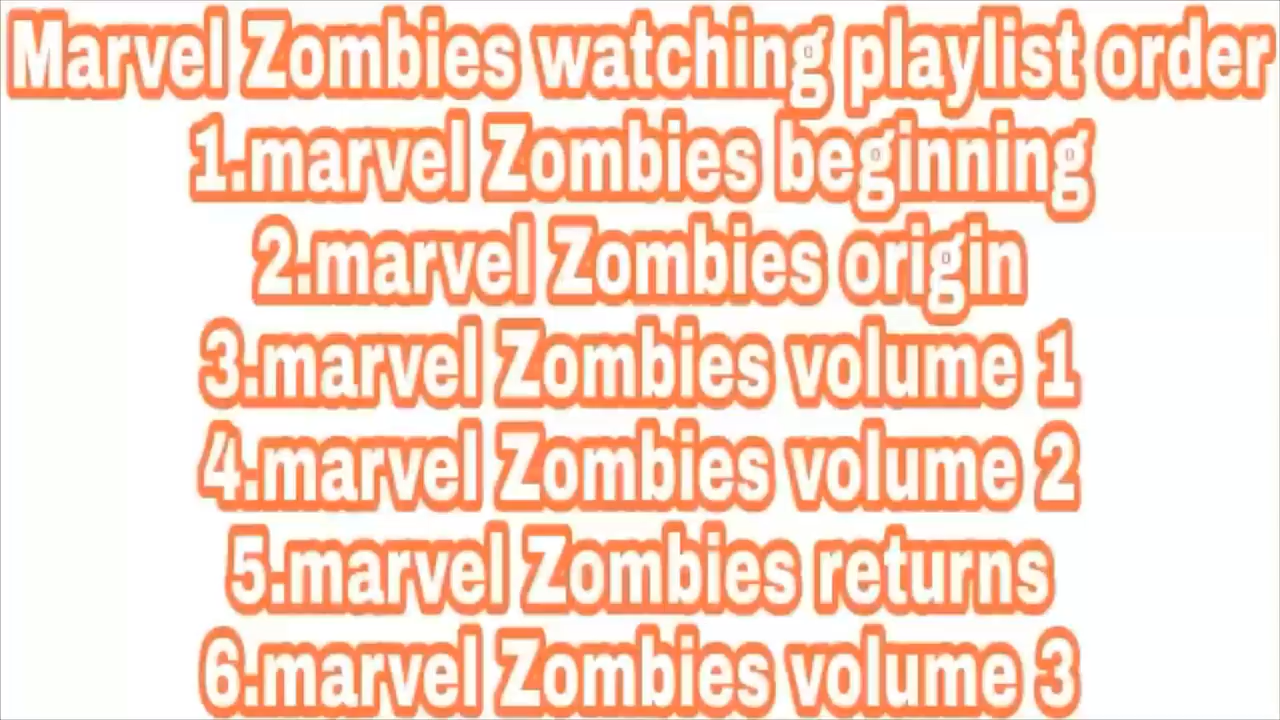 Marvel Zombies watching playlist order
1.marvel Zombies beginning
2.marvel Zombies origin
3.marvel Zombies volume 1
4.marvel Zombies volume 2
5.marvel Zombies returns
6.marvel Zombies volume 3